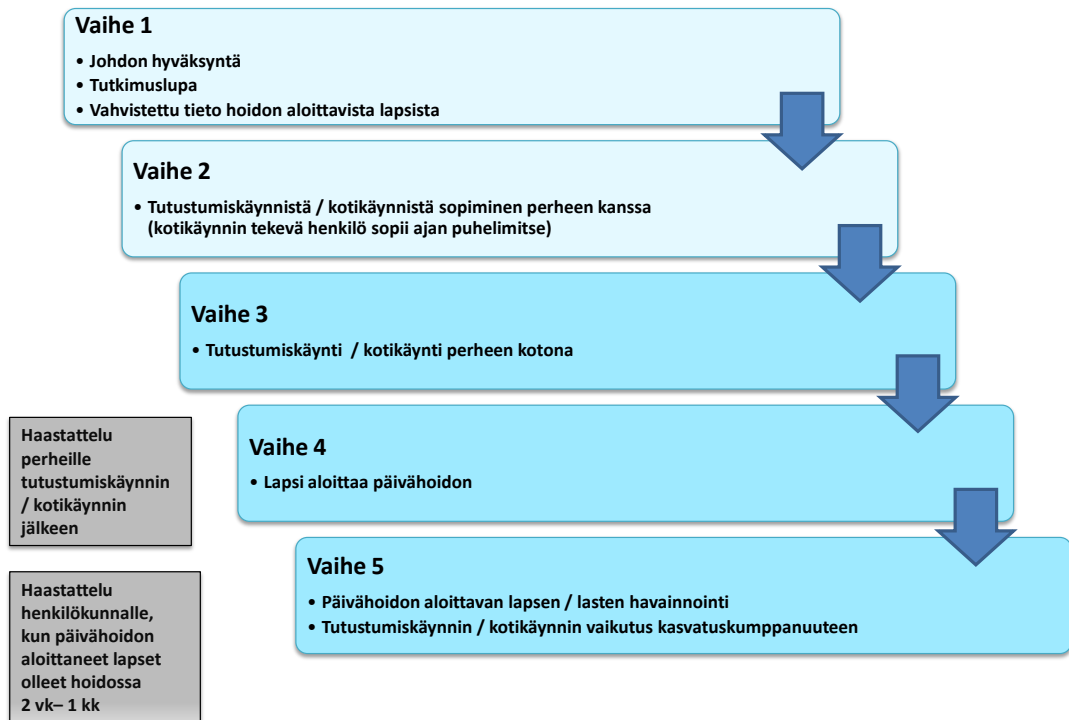 Vaihe 1
• Johdon hyväksyntä
• Tutkimuslupa
• Vahvistettu tieto hoidon aloittavista lapsista
Vaihe 2
• Tutustumiskäynnistä / kotikäynnistä sopiminen perheen kanssa
(kotikäynnin tekevä henkilö sopii ajan puhelimitse)
Vaihe 3
• Tutustumiskäynti / kotikäynti perheen kotona
Haastattelu
perheille
tutustumiskäynnin
/ kotikäynnin
jälkeen
Vaihe 4
• Lapsi aloittaa päivähoidon
Vaihe 5
• Päivähoidon aloittavan lapsen / lasten havainnointi
• Tutustumiskäynnin / kotikäynnin vaikutus kasvatuskumppanuuteen
Haastattelu
henkilökunnalle,
kun päivähoidon
aloittaneet lapset
olleet hoidossa
2 vk– 1 kk